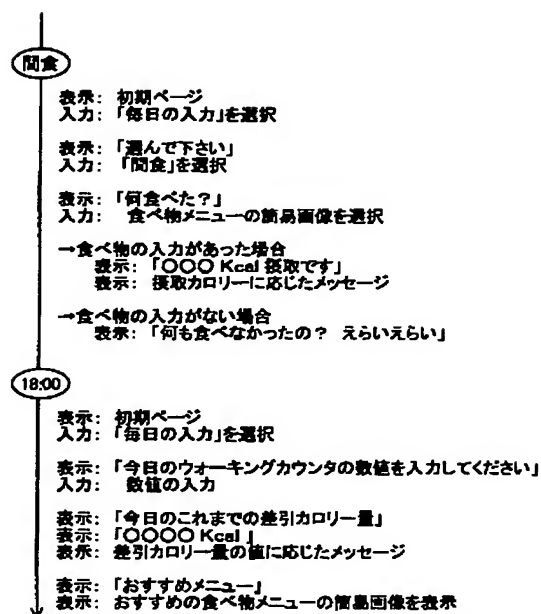 間食
表示： 初期ページ
入力： 「毎日の入力」を選択
表示： 「選んで下さい」
入力： 「間食」を選択
表示： 「何食べた？」
入力： 食べ物メニューの簡易画像を選択
→食べ物の入力があった場合
表示： 「〇〇〇 Kcal 摂取です」
表示： 摂取カロリーに応じたメッセージ
→食べ物の入力がない場合
表示： 「何も食べなかったの？ えらいえらい」
18:00
表示： 初期ページ
入力： 「毎日の入力」を選択
表示： 「今日のウォーキングカウンタの数値を入力してください」
入力： 数値の入力
表示： 「今日のこれまでの差引カロリー量」
表示： 「〇〇〇〇 Kcal 」
表示： 差引カロリー量の値に応じたメッセージ
表示： 「おすすめメニュー」
表示： おすすめの食べ物メニューの簡易画像を表示